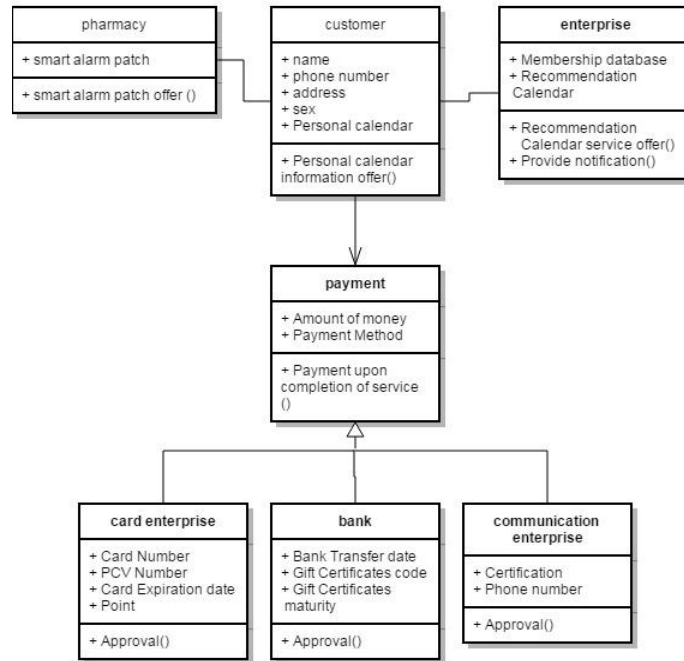 pharmacy
+ smart alarm patch
+ smart alarm patch offer ()
customer
+ name
+ phone number
+ address
+ sex
+ Personal calendar
+ Personal calendar
information offer()
enterprise
+ Membership database
+ Recommendation
Calendar
+ Recommendation
Calendar service offer()
+ Provide notification()
payment
+ Amount of money
+ Payment Method
+ Payment upon
completion of service
()
card enterprise
+ Card Number
+ PCV Number
+ Card Expiration date
+ Point
+ Approval()
bank
+ Bank Transfer date
+ Gift Certificates code
+ Gift Certificates
maturity
+ Approval()
communication
enterprise
+ Certification
+ Phone number
+ Approval()